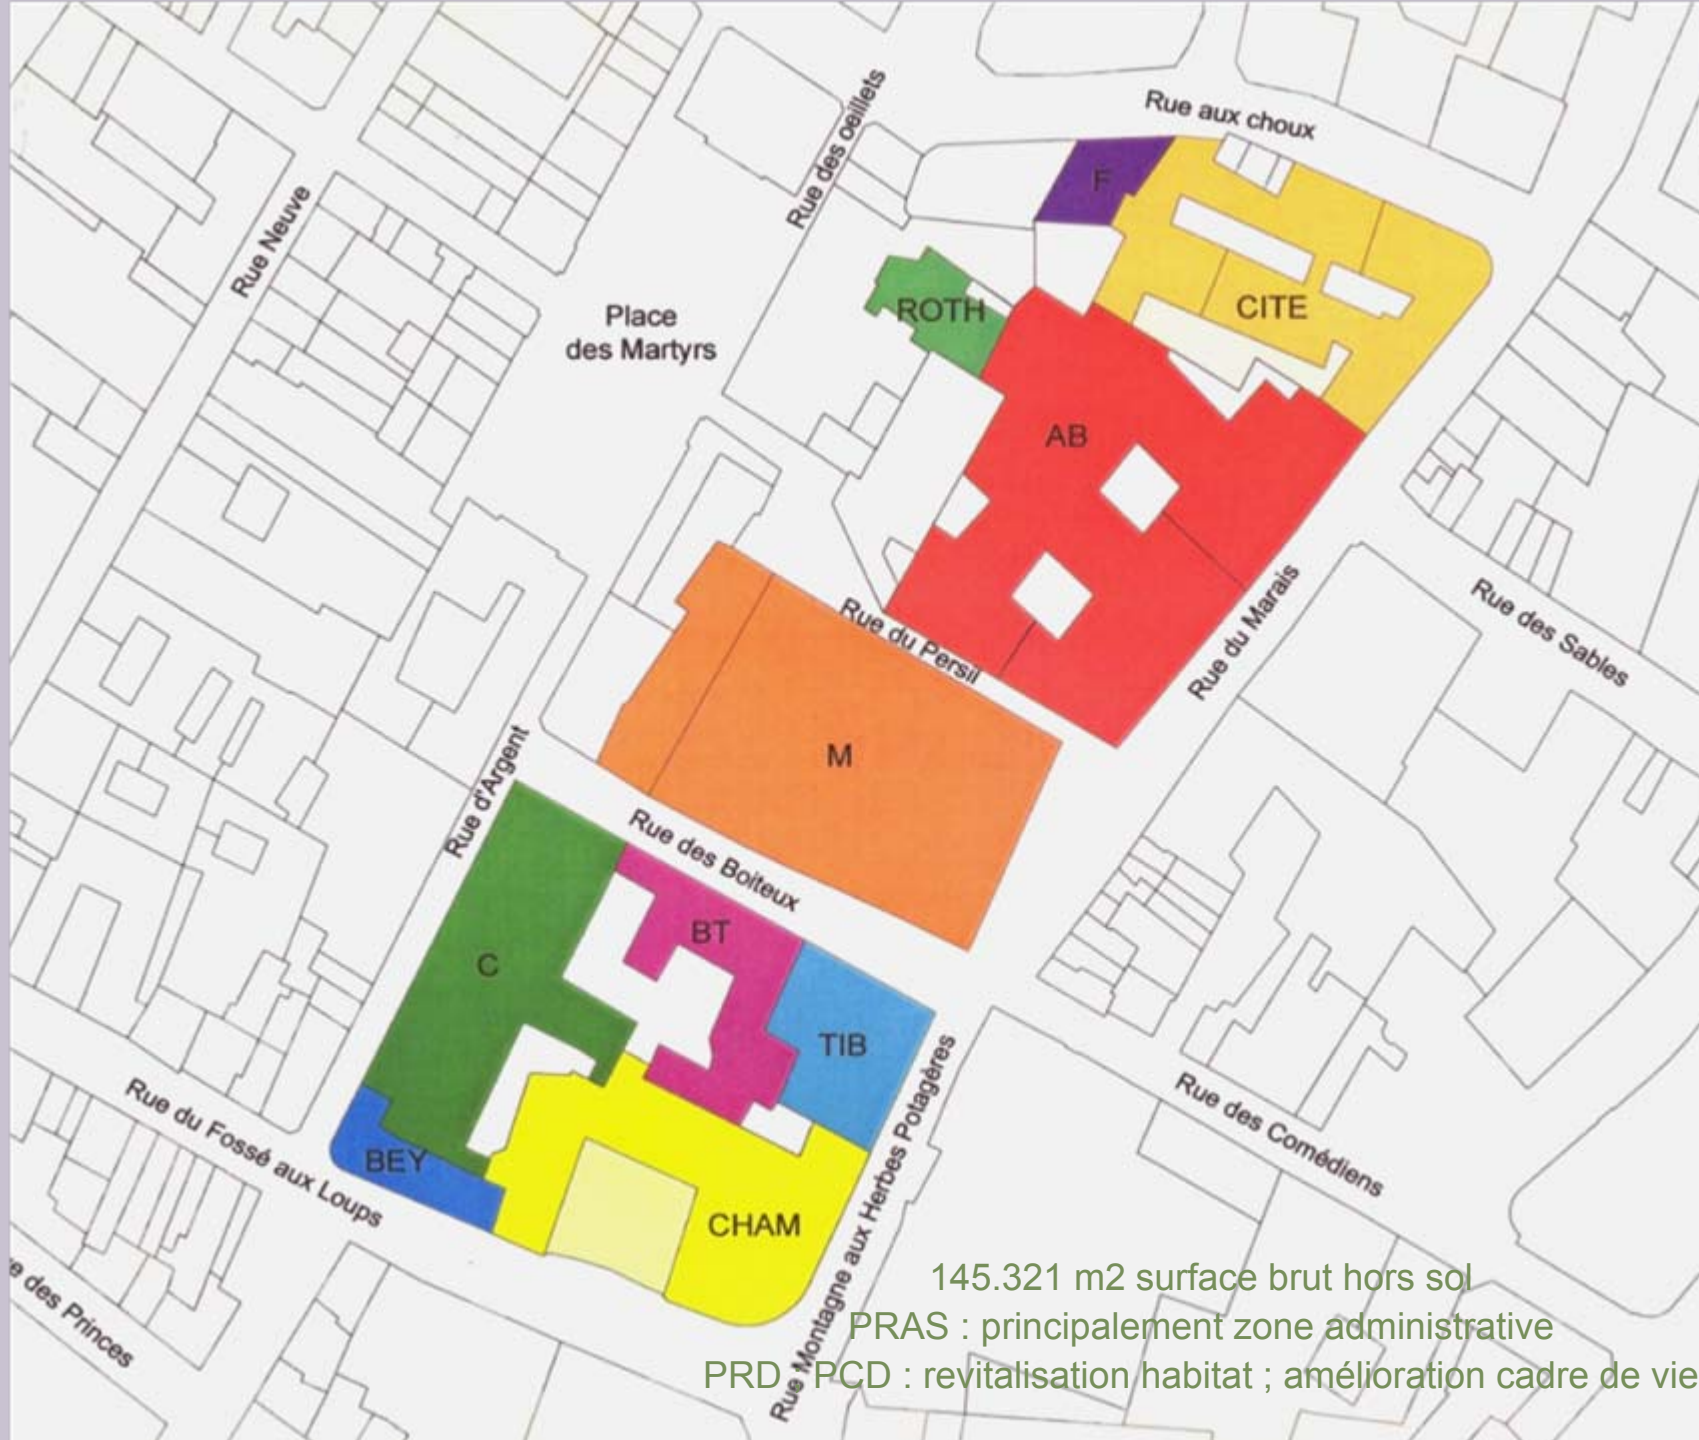 Rue aux choux
Rue des oeillets
F
Rue Neuve
ROTH
CITE
Place
des Martyrs
AB
Rue du Persil
Rue du Marais
Rue des Sables
M
Rue d'Argent
Rue des Boiteux
BT
C
TIB
Rue du Fossé aux Loups
BEY
CHAM
Rue Montagne aux Herbes Potagères
Rue des Comédiens
e des Princes
145.321 m2 surface brut hors sol
PRAS : principalement zone administrative
PRD - PCD : revitalisation habitat ; amélioration cadre de vie